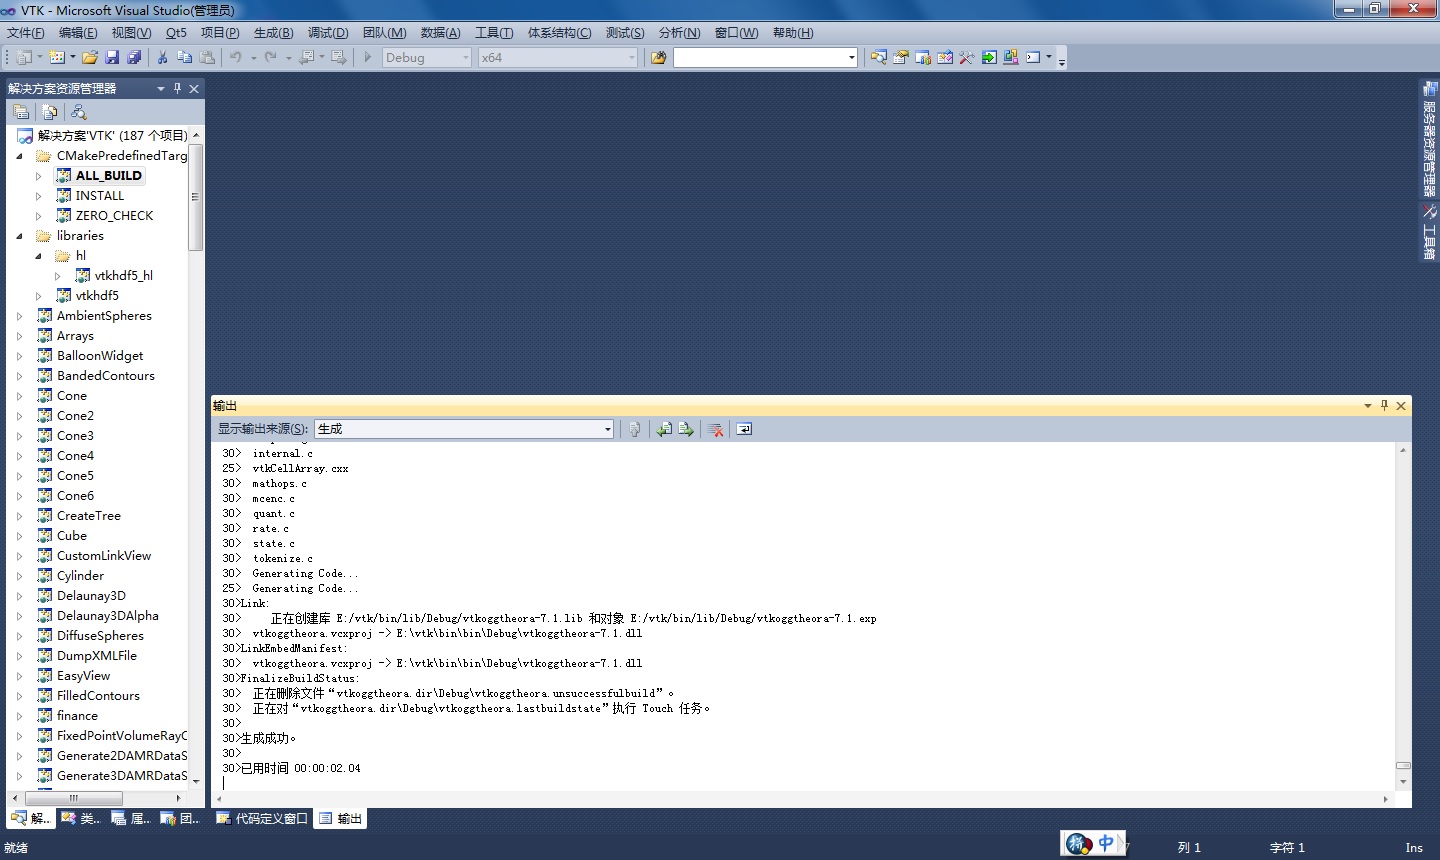 VTK - Microsoft Visual Studio(管理员)
文件(F) 编辑(E) 视图(V) Qt5 项目(P) 生成(B) 调试(D) 团队(M) 数据(A) 工具(T) 体系结构(C) 测试(S) 分析(N) 窗口(W) 帮助(H)
Debug x64
解决方案资源管理器
解决方案'VTK' (187 个项目)
CMakePredefinedTarg
ALL_BUILD
INSTALL
ZERO_CHECK
libraries
hl
vtkhdf5_hl
vtkhdf5
AmbientSpheres
Arrays
BalloonWidget
BandedContours
Cone
Cone2
Cone3
Cone4
Cone5
Cone6
CreateTree
Cube
CustomLinkView
Cylinder
Delaunay3D
Delaunay3DAlpha
DiffuseSpheres
DumpXMLFile
EasyView
FilledContours
finance
FixedPointVolumeRayC
Generate2DAMRDataS
Generate3DAMRDataS
解... 类... 属... 团...
服务器资源管理器
工具箱
输出
显示输出来源(S): 生成
30>  internal.c
25>  vtkCellArray.cxx
30>  mathops.c
30>  mcenc.c
30>  quant.c
30>  rate.c
30>  state.c
30>  tokenize.c
30>  Generating Code...
25>  Generating Code...
30>Link:
30>     正在创建库 E:/vtk/bin/lib/Debug/vtkoggtheora-7.1.lib 和对象 E:/vtk/bin/lib/Debug/vtkoggtheora-7.1.exp
30>  vtkoggtheora.vcxproj -> E:\vtk\bin\bin\Debug\vtkoggtheora-7.1.dll
30>LinkEmbedManifest:
30>  vtkoggtheora.vcxproj -> E:\vtk\bin\bin\Debug\vtkoggtheora-7.1.dll
30>FinalizeBuildStatus:
30>  正在删除文件“vtkoggtheora.dir\Debug\vtkoggtheora.unsuccessfulbuild”。
30>  正在对“vtkoggtheora.dir\Debug\vtkoggtheora.lastbuildstate”执行 Touch 任务。
30>
30>生成成功。
30>
30>已用时间 00:00:02.04
代码定义窗口 输出
就绪 中 列 1 字符 1 Ins